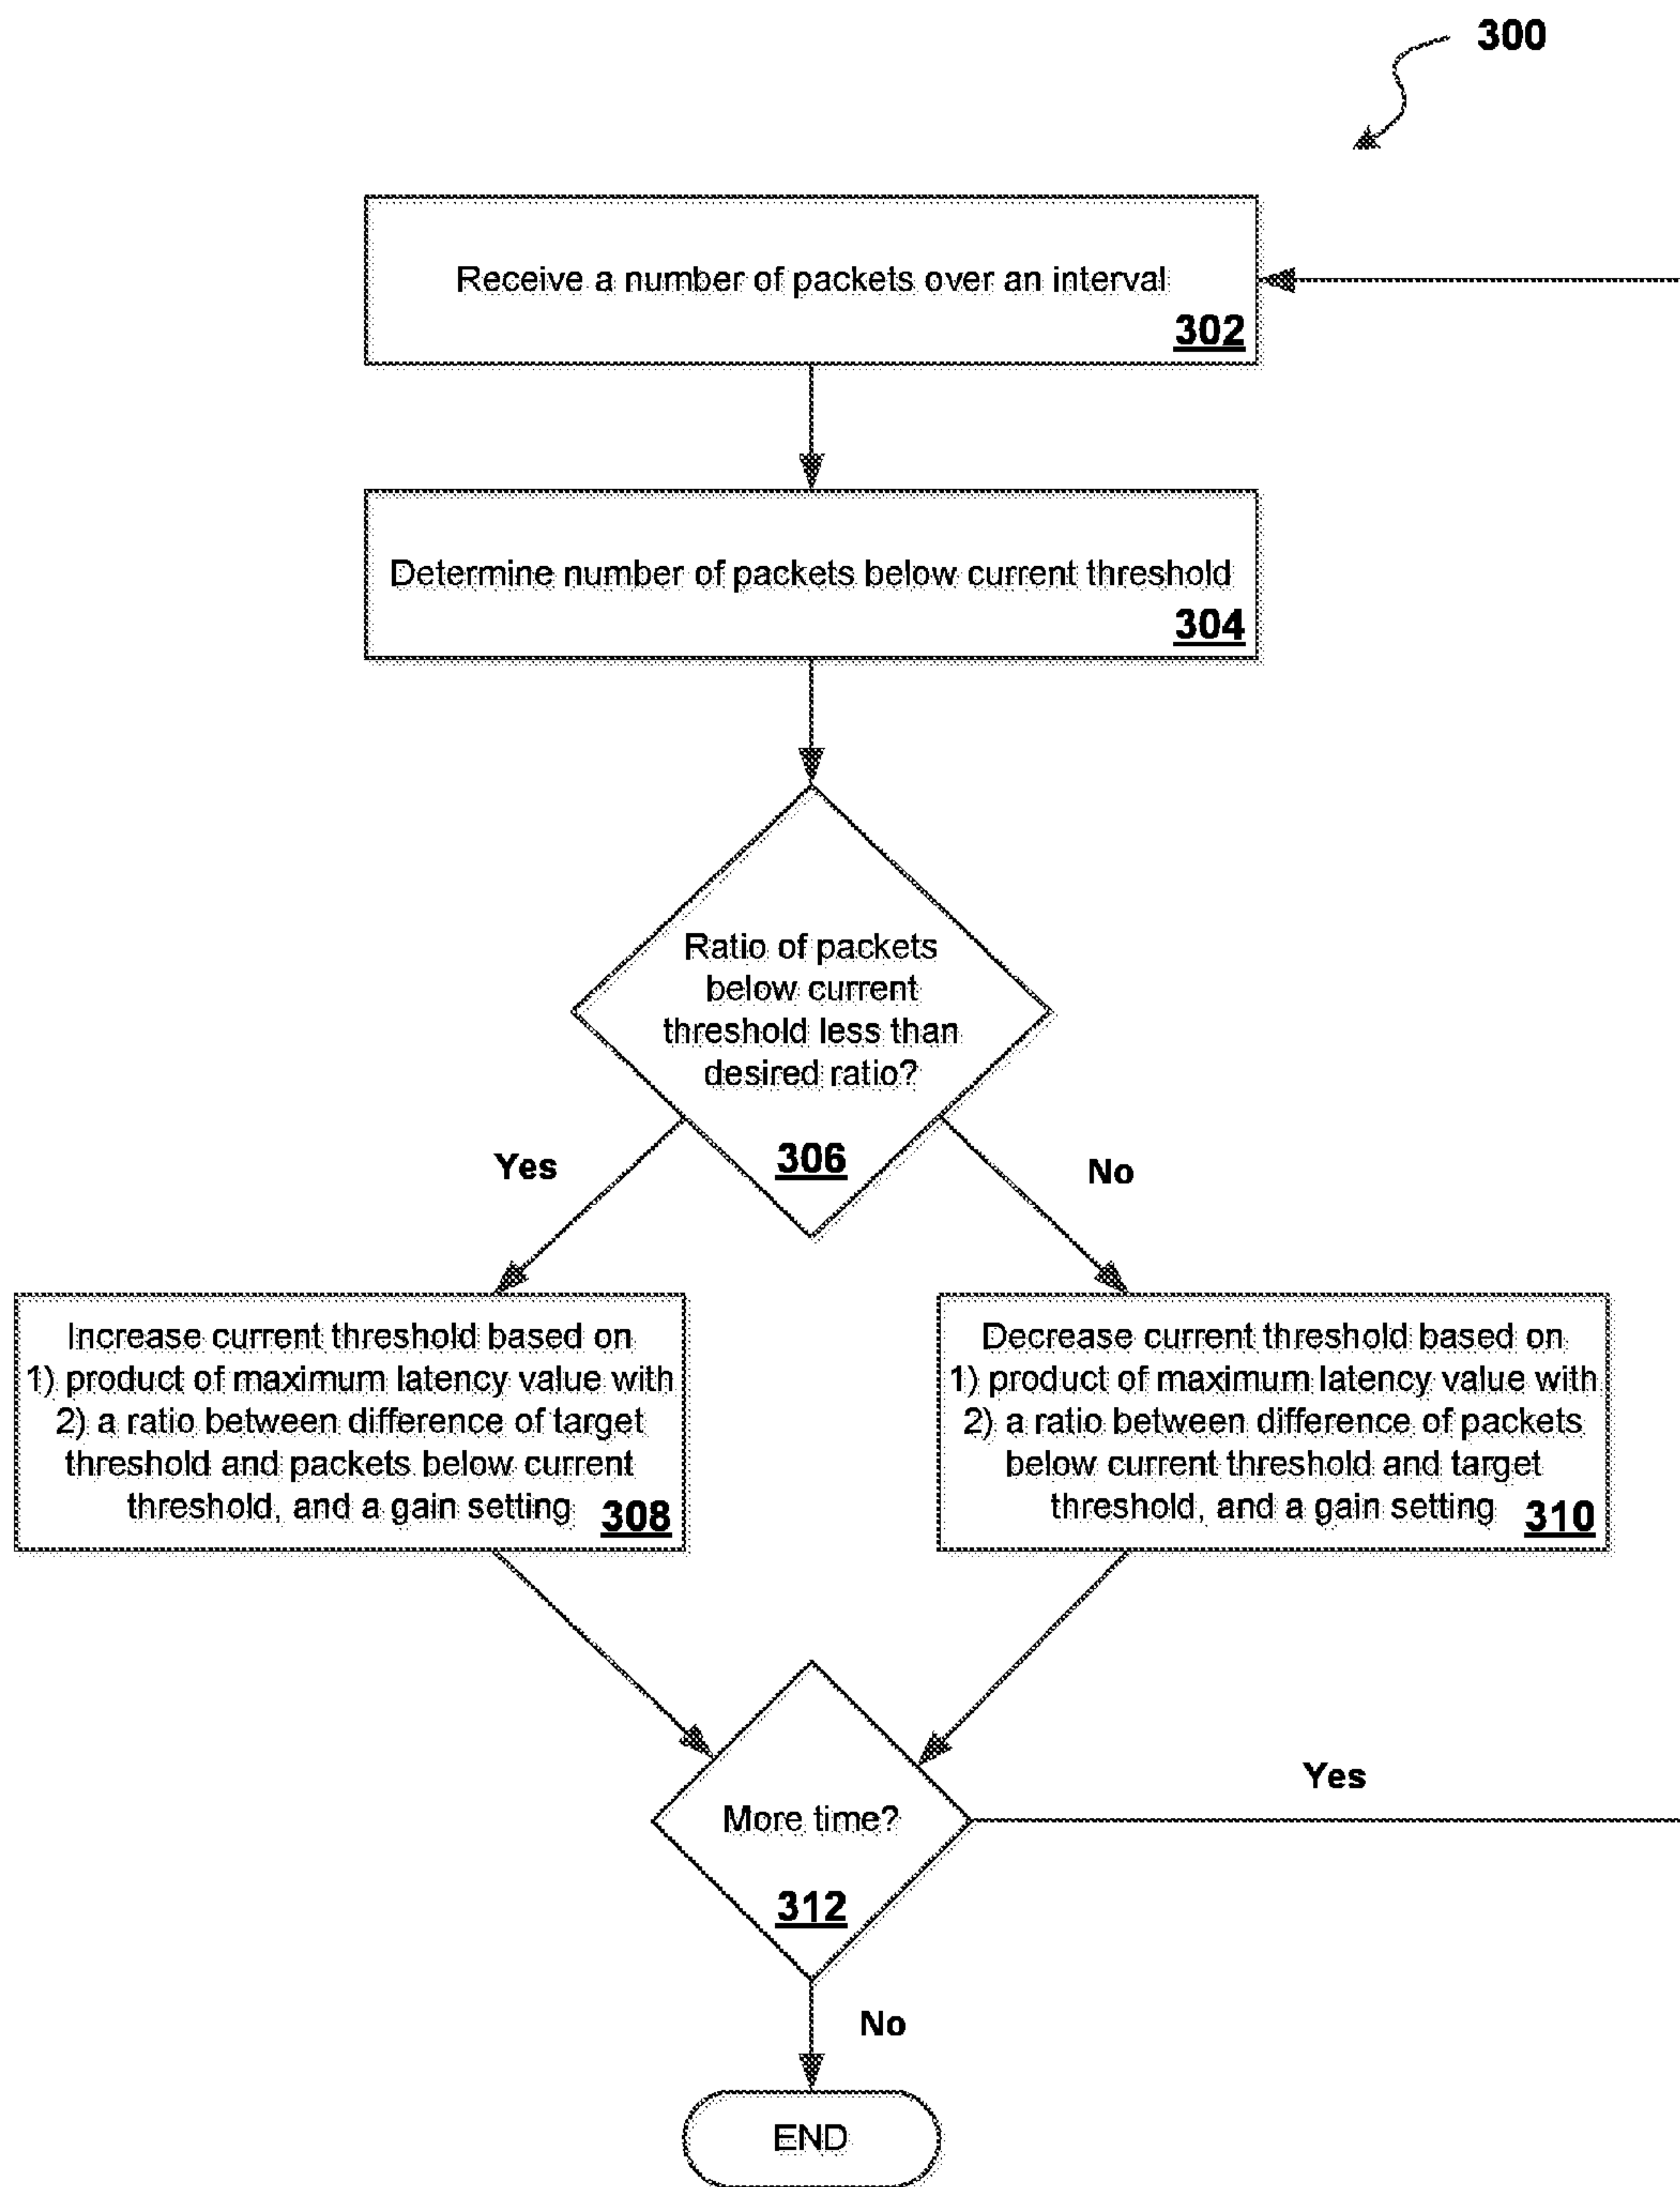 300
Receive a number of packets over an interval
302
Determine number of packets below current threshold
304
Ratio of packets
below current
threshold less than
desired ratio?
306
Yes
No
Increase current threshold based on
1) product of maximum latency value with
2) a ratio between difference of target
threshold and packets below current
threshold, and a gain setting
308
Decrease current threshold based on
1) product of maximum latency value with
2) a ratio between difference of packets
below current threshold and target
threshold, and a gain setting
310
More time?
312
Yes
No
END